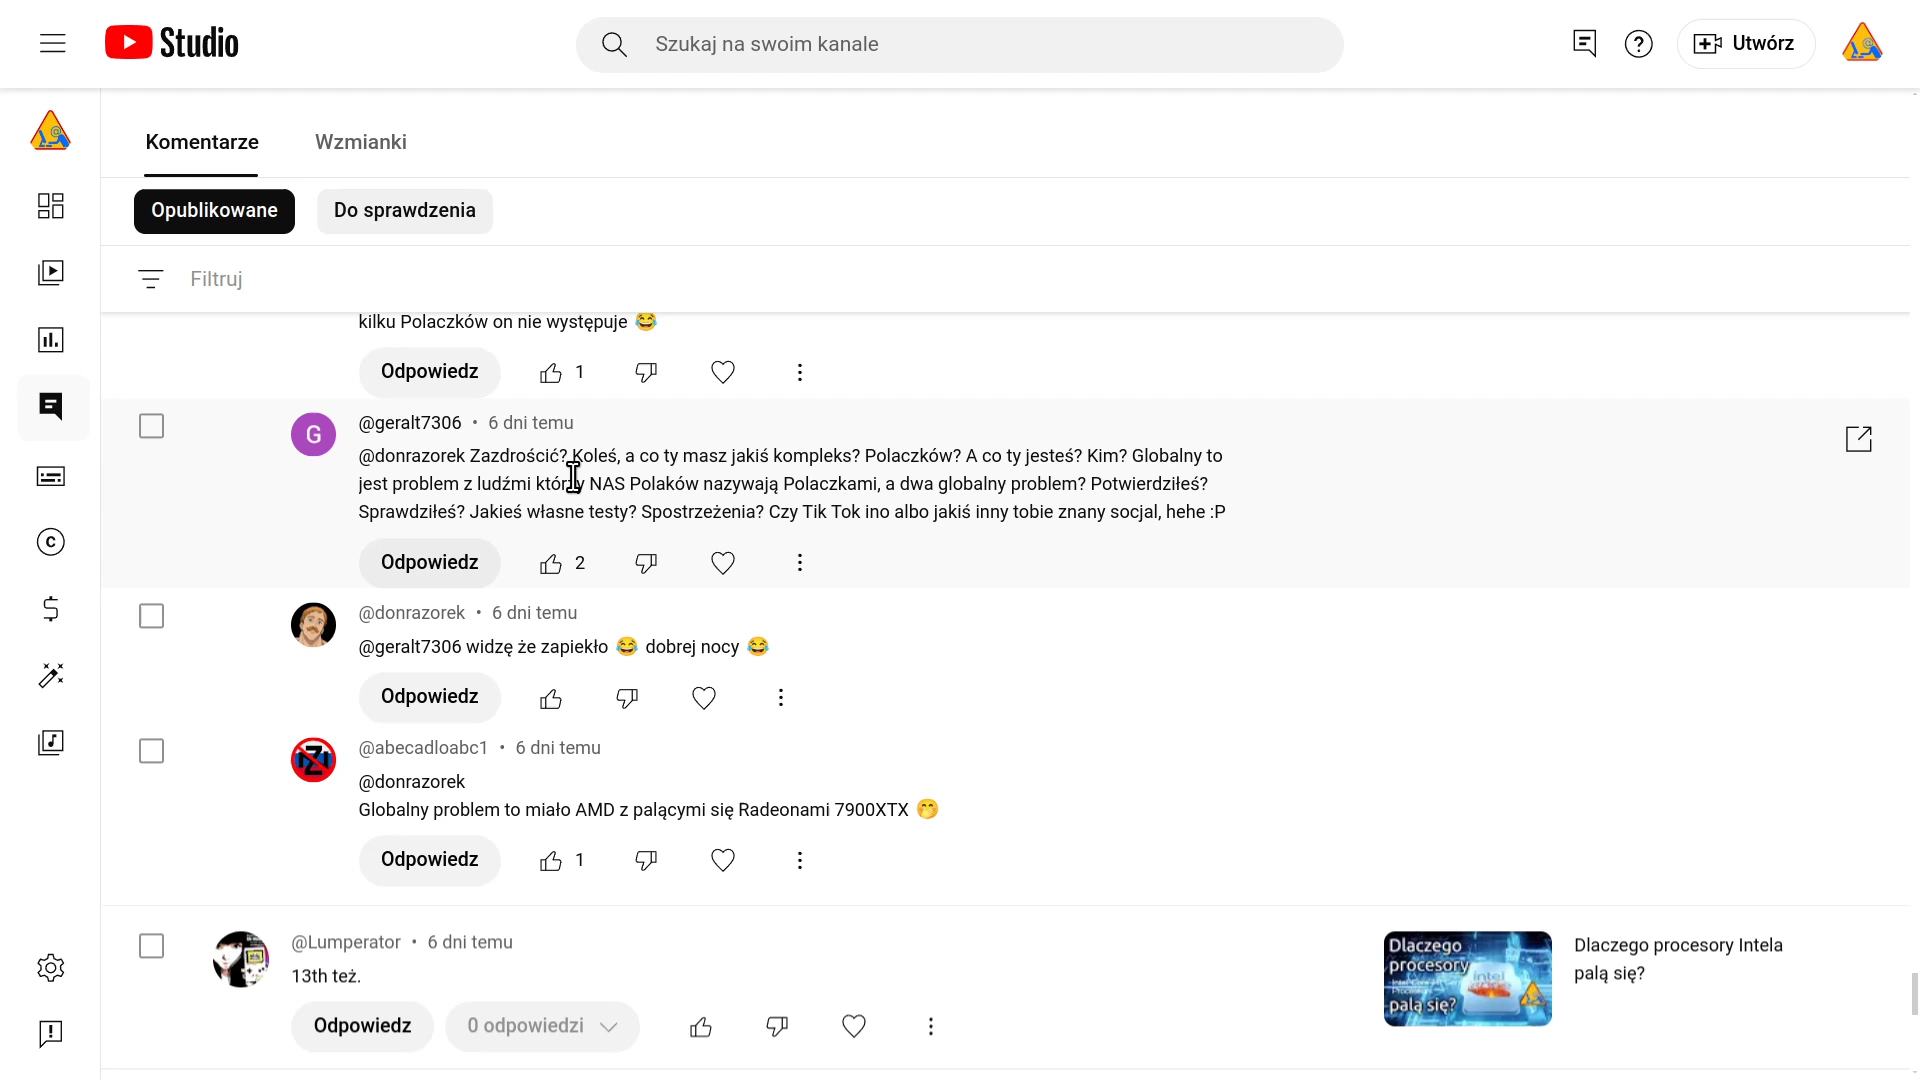 Studio
Szukaj na swoim kanale
Utwórz
Komentarze
Wzmianki
Opublikowane
Do sprawdzenia
Filtruj
kilku Polaczków on nie występuje 😂
Odpowiedz
1
@geralt7306 • 6 dni temu
@donrazorek Zazdrościć? Koleś, a co ty masz jakiś kompleks? Polaczków? A co ty jesteś? Kim? Globalny to
jest problem z ludźmi którzy NAS Polaków nazywają Polaczkami, a dwa globalny problem? Potwierdziłeś?
Sprawdziłeś? Jakieś własne testy? Spostrzeżenia? Czy Tik Tok ino albo jakiś inny tobie znany socjal, hehe :P
Odpowiedz
2
@donrazorek • 6 dni temu
@geralt7306 widzę że zapiekło 😂 dobrej nocy 😂
Odpowiedz
@abecadloabc1 • 6 dni temu
@donrazorek
Globalny problem to miało AMD z palącymi się Radeonami 7900XTX 🤭
Odpowiedz
1
@Lumperator • 6 dni temu
13th też.
Odpowiedz
0 odpowiedzi
Dlaczego
procesory
intel
palą się?
Dlaczego procesory Intela
palą się?